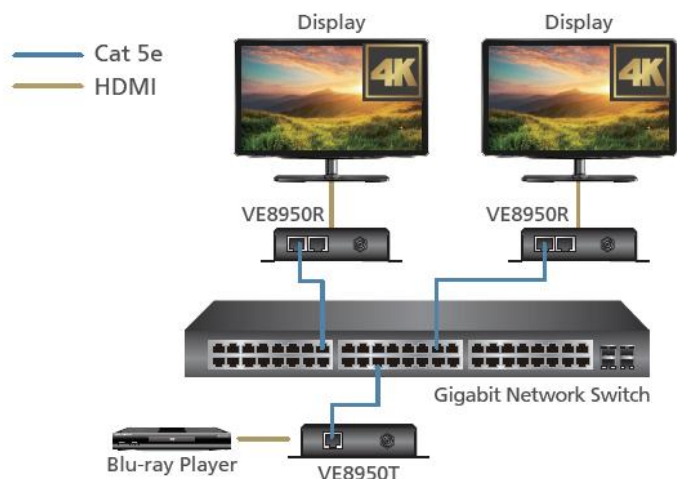 Display
Display
Cat 5e
HDMI
4K
4K
VE8950R
VE8950R
Gigabit Network Switch
Blu-ray Player
VE8950T